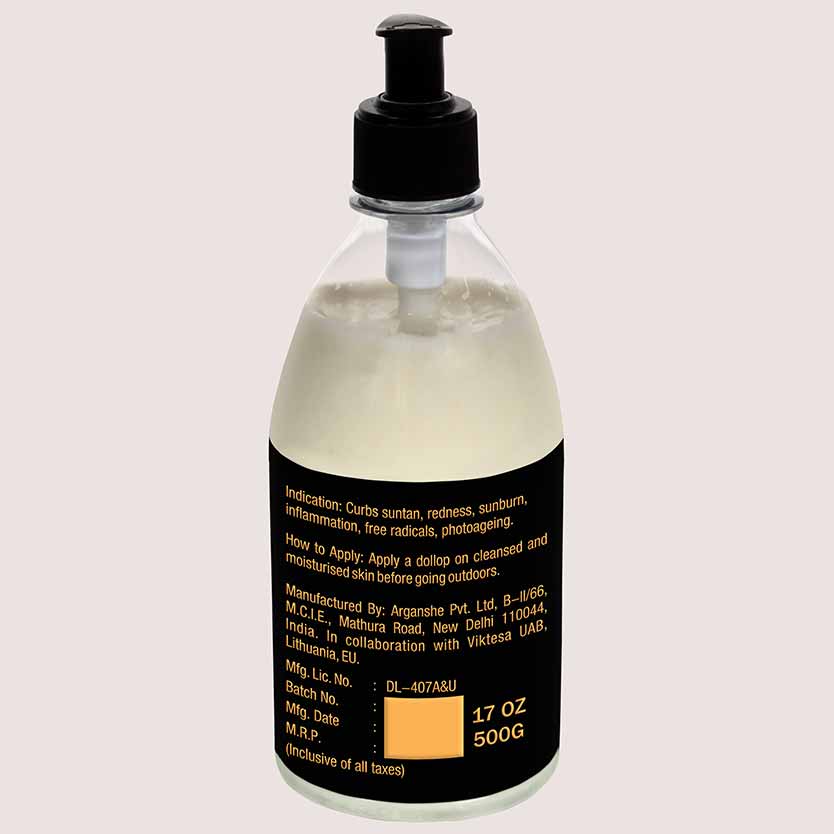 Indication: Curbs suntan, redness, sunburn,
inflammation, free radicals, photoageing.
How to Apply: Apply a dollop on cleansed and
moisturised skin before going outdoors.
Manufactured By: Arganshe Pvt. Ltd, B–II/66,
M.C.I.E., Mathura Road, New Delhi 110044,
India. In collaboration with Viktesa UAB,
Lithuania, EU.
Mfg. Lic. No. : DL–407A&U
Batch No. :
Mfg. Date :
M.R.P. :
(Inclusive of all taxes)
17 OZ
500G